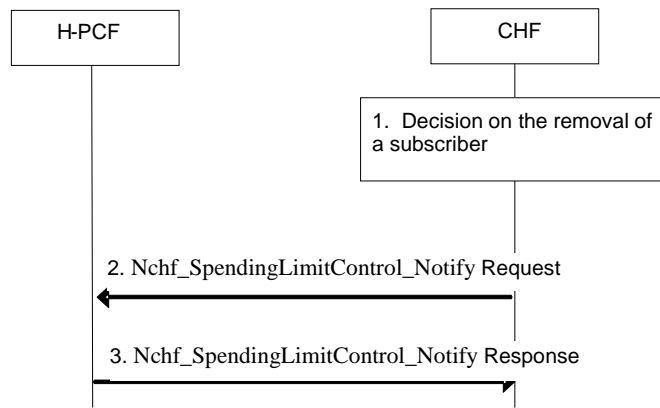 H-PCF
CHF
1. Decision on the removal of
a subscriber
2. Nchf_SpendingLimitControl_Notify Request
3. Nchf_SpendingLimitControl_Notify Response